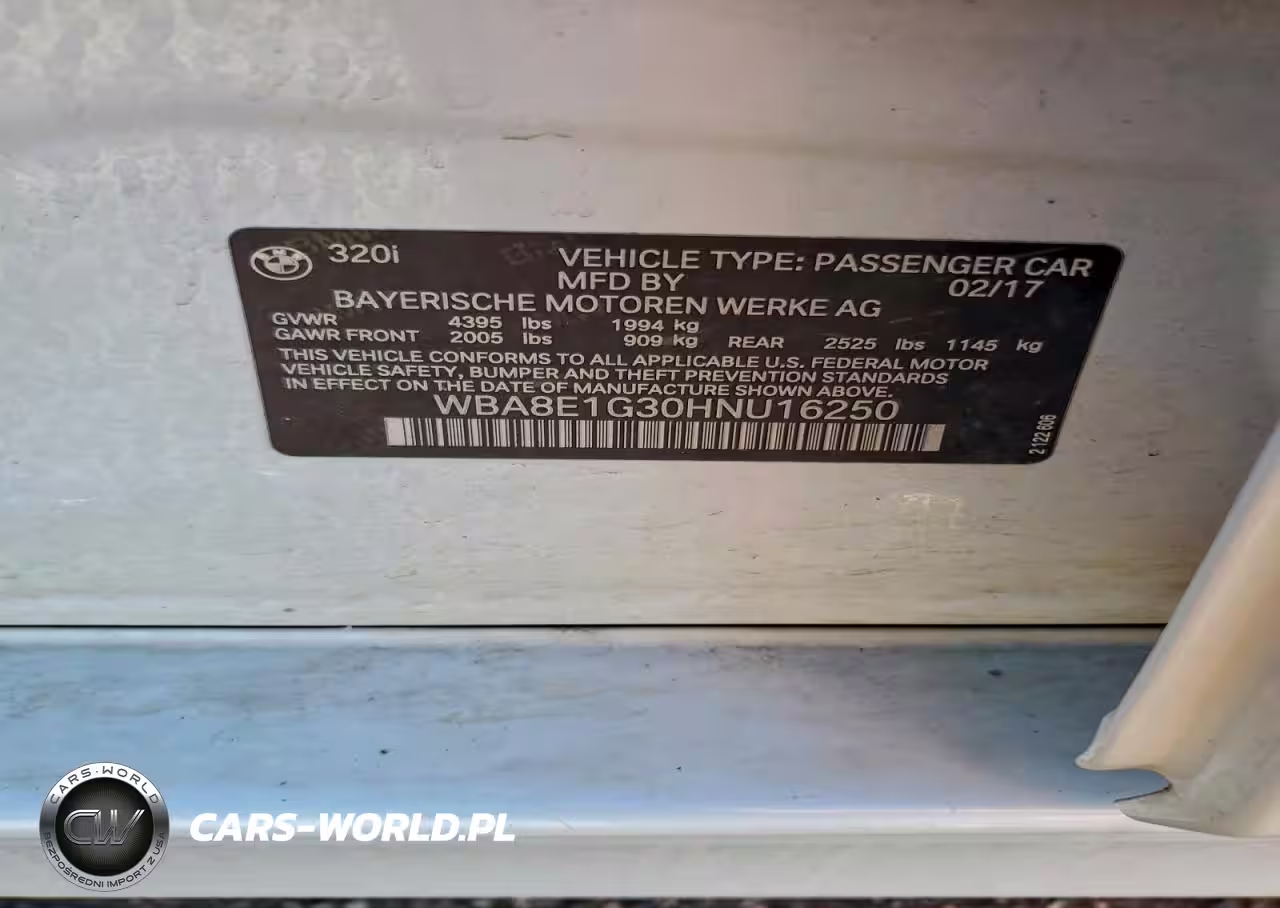 320i
VEHICLE TYPE: PASSENGER CAR
MFD BY 02/17
BAYERISCHE MOTOREN WERKE AG
GVWR 4395 lbs 1994 kg
GAWR FRONT 2005 lbs 909 kg REAR 2525 lbs 1145 kg
THIS VEHICLE CONFORMS TO ALL APPLICABLE U.S. FEDERAL MOTOR
VEHICLE SAFETY, BUMPER AND THEFT PREVENTION STANDARDS
IN EFFECT ON THE DATE OF MANUFACTURE SHOWN ABOVE.
WBA8E1G30HNU16250
2 122 606
CARS-WORLD
CW
BEZPOŚREDNI IMPORT Z USA
CARS-WORLD.PL